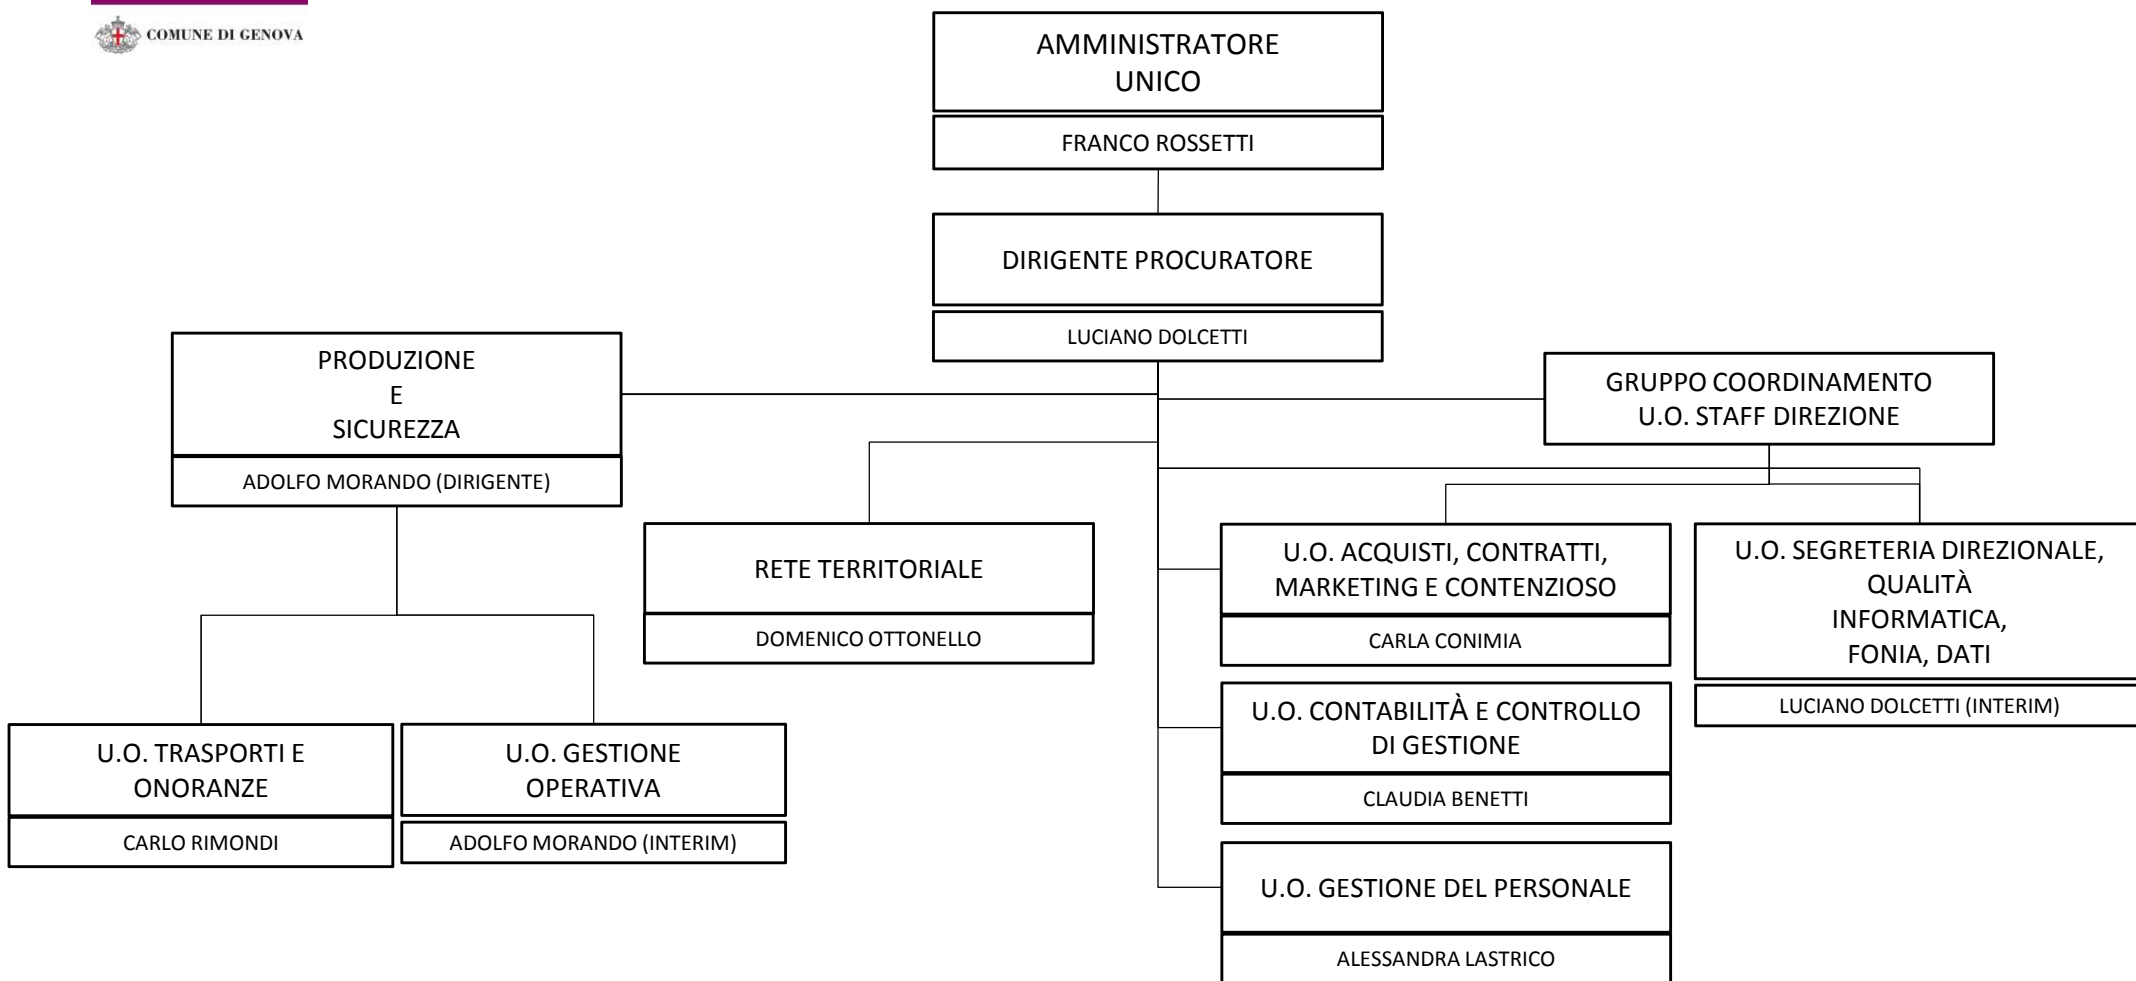 COMUNE DI GENOVA
AMMINISTRATORE
UNICO
FRANCO ROSSETTI
DIRIGENTE PROCURATORE
LUCIANO DOLCETTI
PRODUZIONE
E
SICUREZZA
ADOLFO MORANDO (DIRIGENTE)
GRUPPO COORDINAMENTO
U.O. STAFF DIREZIONE
RETE TERRITORIALE
DOMENICO OTTONELLO
U.O. ACQUISTI, CONTRATTI,
MARKETING E CONTENZIOSO
CARLA CONIMIA
U.O. SEGRETERIA DIREZIONALE,
QUALITÀ
INFORMATICA,
FONIA, DATI
LUCIANO DOLCETTI (INTERIM)
U.O. TRASPORTI E
ONORANZE
CARLO RIMONDI
U.O. GESTIONE
OPERATIVA
ADOLFO MORANDO (INTERIM)
U.O. CONTABILITÀ E CONTROLLO
DI GESTIONE
CLAUDIA BENETTI
U.O. GESTIONE DEL PERSONALE
ALESSANDRA LASTRICO